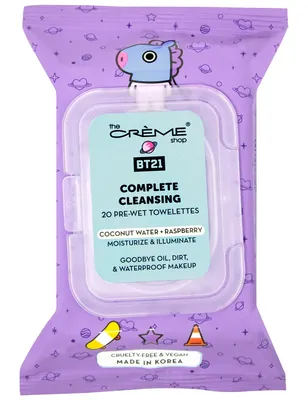 the
CRÈME
shop
BT21
COMPLETE
CLEANSING
20 PRE-WET TOWELETTES
COCONUT WATER + RASPBERRY
MOISTURIZE & ILLUMINATE
GOODBYE OIL, DIRT,
& WATERPROOF MAKEUP
CRUELTY-FREE & VEGAN
MADE IN KOREA